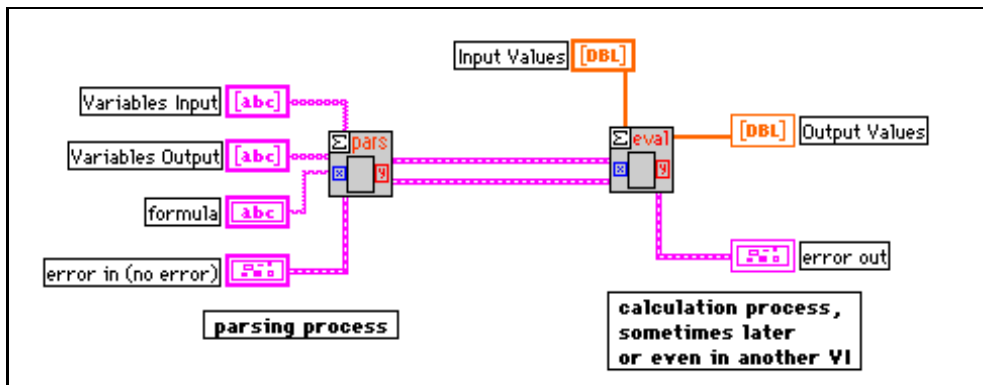 Input Values [DBL]
Variables Input [abc]
Σ pars
Σ eval
[DBL] Output Values
Variables Output [abc]
x y
x y
formula abc
error in (no error)
error out
parsing process
calculation process,
sometimes later
or even in another VI